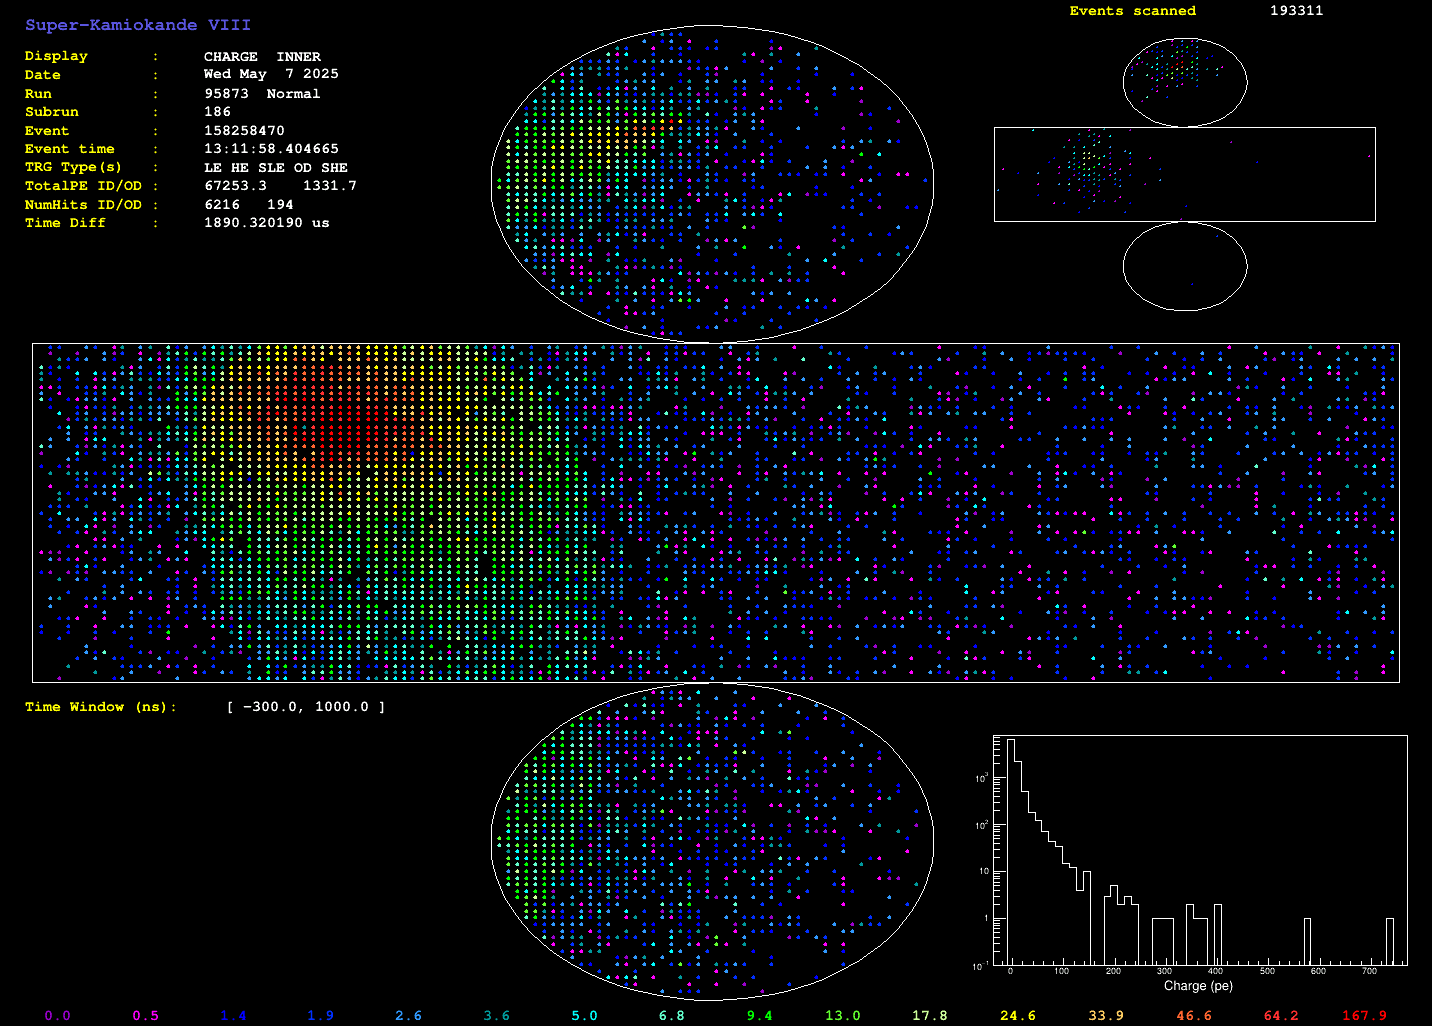 Super-Kamiokande VIII
Events scanned 193311
Display : CHARGE INNER
Date : Wed May 7 2025
Run : 95873 Normal
Subrun : 186
Event : 158258470
Event time : 13:11:58.404665
TRG Type(s) : LE HE SLE OD SHE
TotalPE ID/OD : 67253.3 1331.7
NumHits ID/OD : 6216 194
Time Diff : 1890.320190 us
Time Window (ns): [ -300.0, 1000.0 ]
10^3
10^2
10
1
10^-1
0 100 200 300 400 500 600 700
Charge (pe)
0.0 0.5 1.4 1.9 2.6 3.6 5.0 6.8 9.4 13.0 17.8 24.6 33.9 46.6 64.2 167.9